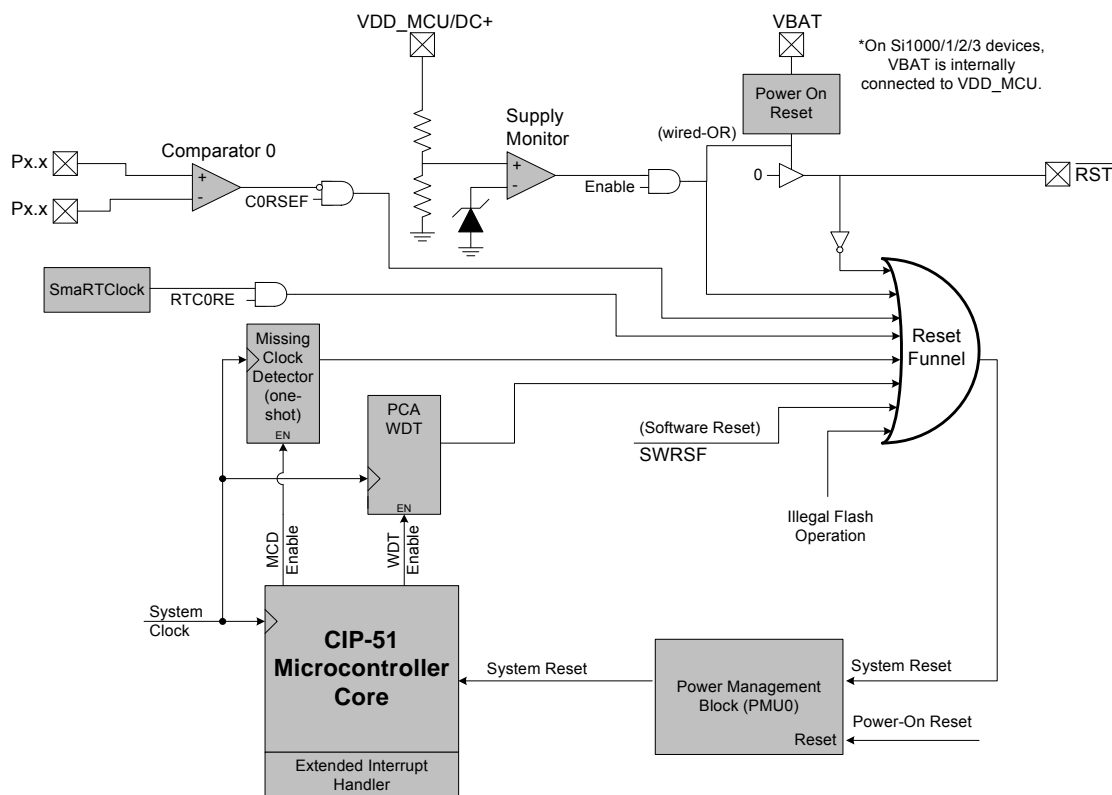 VDD_MCU/DC+
VBAT
*On Si1000/1/2/3 devices,
VBAT is internally
connected to VDD_MCU.
Power On
Reset
Supply
Monitor
(wired-OR)
Comparator 0
Px.x
+
-
Px.x
C0RSEF
+
-
Enable
0
RST
SmaRTClock
RTC0RE
Missing
Clock
Detector
(one-
shot)
EN
PCA
WDT
EN
Reset
Funnel
(Software Reset)
SWRSF
Illegal Flash
Operation
MCD
Enable
WDT
Enable
System
Clock
CIP-51
Microcontroller
Core
Extended Interrupt
Handler
System Reset
Power Management
Block (PMU0)
Reset
System Reset
Power-On Reset